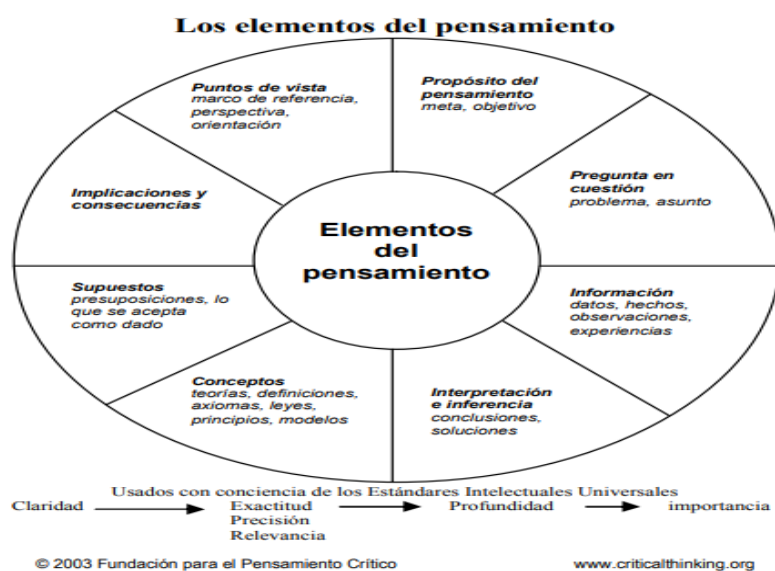 Los elementos del pensamiento
Puntos de vista
marco de referencia,
perspectiva,
orientación
Propósito del
pensamiento
meta, objetivo
Pregunta en
cuestión
problema, asunto
Implicaciones y
consecuencias
Elementos
del
pensamiento
Supuestos
presuposiciones, lo
que se acepta
como dado
Información
datos, hechos,
observaciones,
experiencias
Conceptos
teorías, definiciones,
axiomas, leyes,
principios, modelos
Interpretación
e inferencia
conclusiones,
soluciones
Usados con conciencia de los Estándares Intelectuales Universales
Claridad
Exactitud
Precisión
Relevancia
Profundidad
importancia
© 2003 Fundación para el Pensamiento Crítico
www.criticalthinking.org